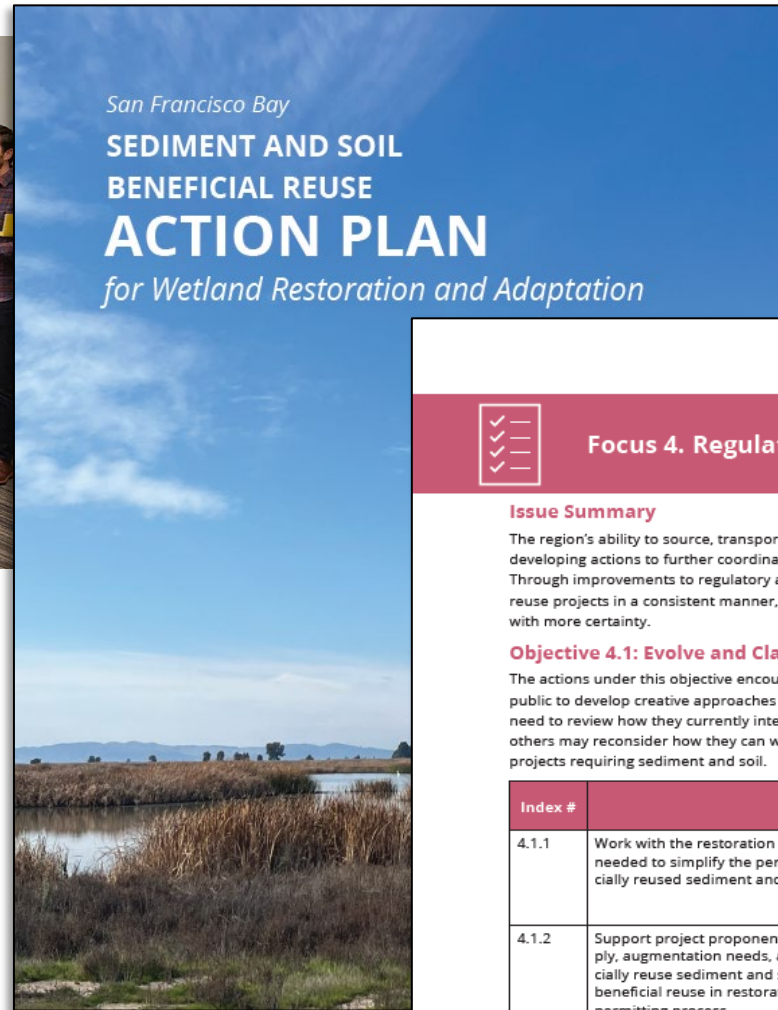 San Francisco Bay
SEDIMENT AND SOIL
BENEFICIAL REUSE
ACTION PLAN
for Wetland Restoration and Adaptation
Focus 4. Regula
Issue Summary
The region's ability to source, transpor
developing actions to further coordina
Through improvements to regulatory a
reuse projects in a consistent manner,
with more certainty.
Objective 4.1: Evolve and Cla
The actions under this objective encou
public to develop creative approaches
need to review how they currently inte
others may reconsider how they can w
projects requiring sediment and soil.
Index #
4.1.1 Work with the restoration
needed to simplify the per
cially reused sediment and
4.1.2 Support project proponen
ply, augmentation needs, a
cially reuse sediment and s
beneficial reuse in restora
permitting process